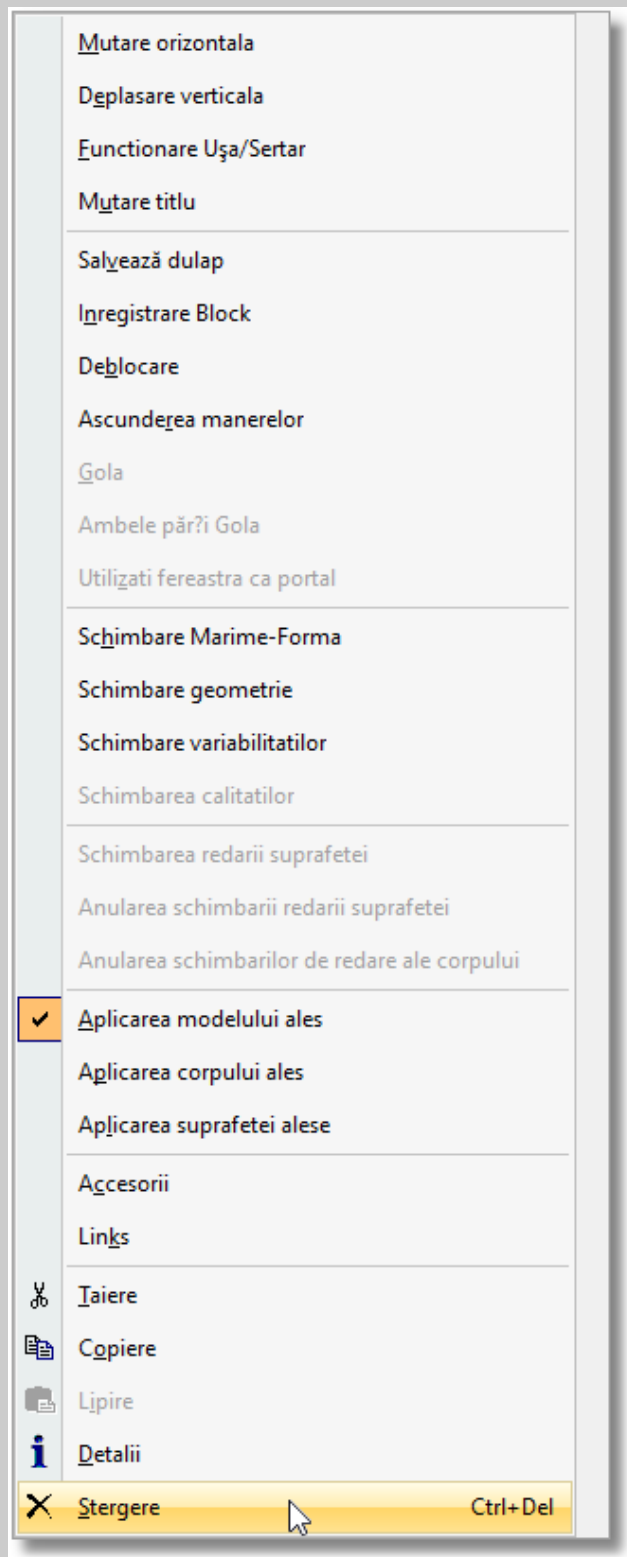 Mutare orizontala
Deplasare verticala
Functionare Uşa/Sertar
Mutare titlu
Salvează dulap
Inregistrare Block
Deblocare
Ascunderea manerelor
Gola
Ambele păr?i Gola
Utilizati fereastra ca portal
Schimbare Marime-Forma
Schimbare geometrie
Schimbare variabilitatilor
Schimbarea calitatilor
Schimbarea redarii suprafetei
Anularea schimbarii redarii suprafetei
Anularea schimbarilor de redare ale corpului
Aplicarea modelului ales
Aplicarea corpului ales
Aplicarea suprafetei alese
Accesorii
Links
Taiere
Copiere
Lipire
Detalii
Stergere Ctrl+Del